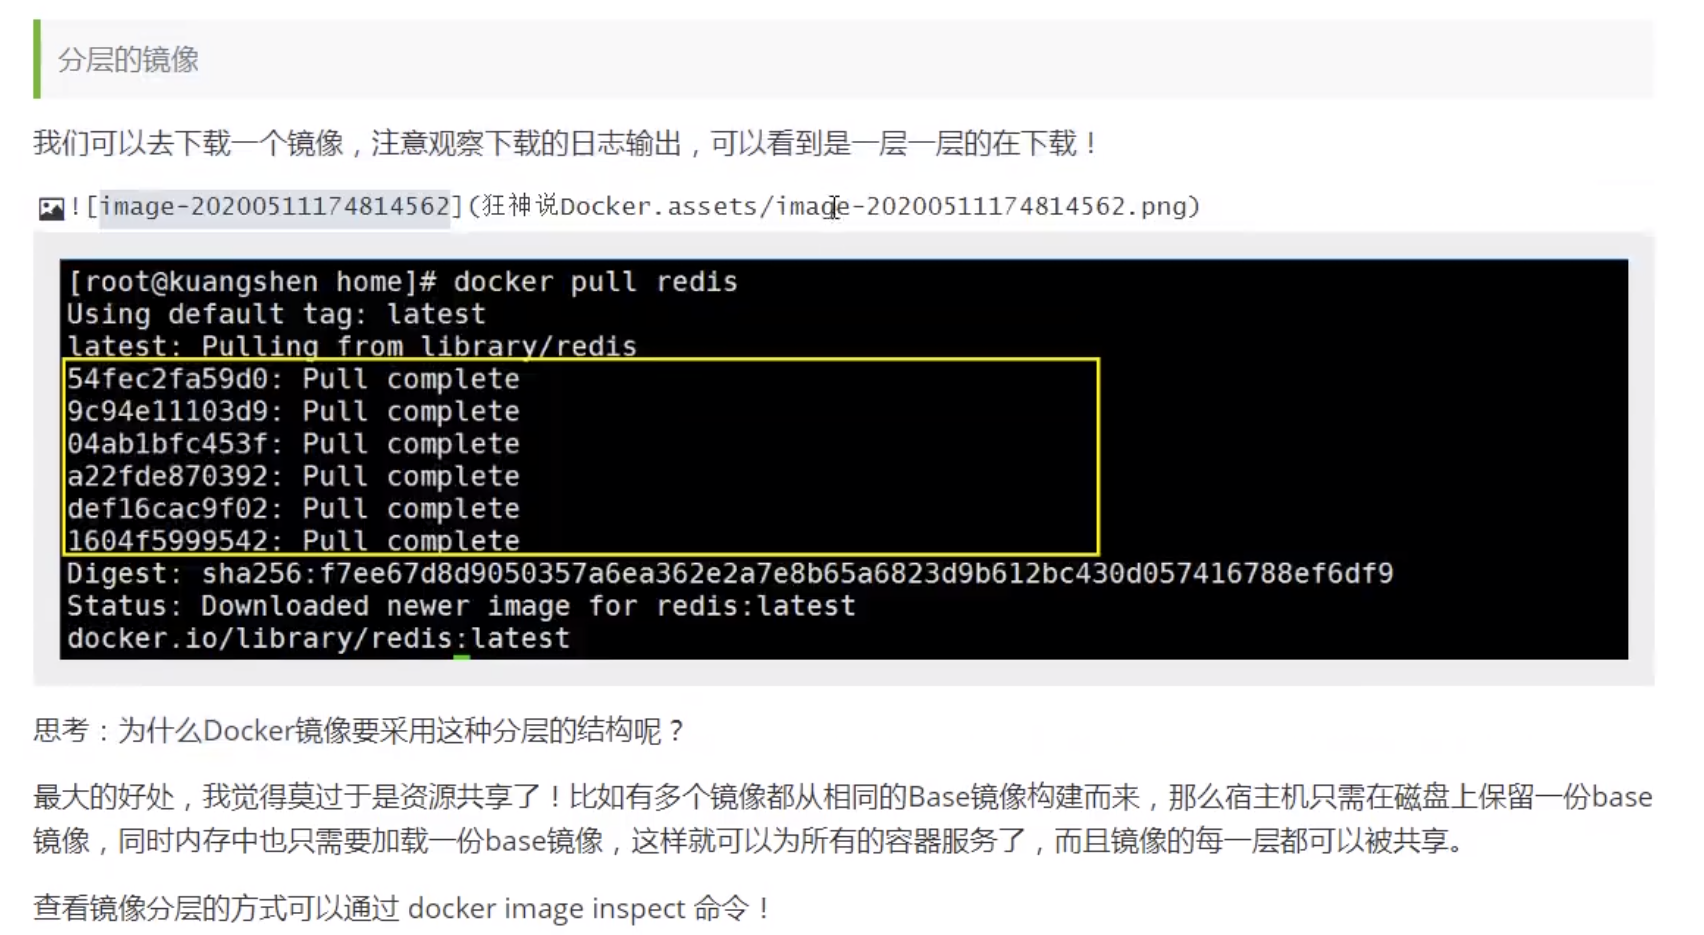 分层的镜像
我们可以去下载一个镜像，注意观察下载的日志输出，可以看到是一层一层的在下载！
![image-20200511174814562](狂神说Docker.assets/image-20200511174814562.png)
[root@kuangshen home]# docker pull redis
Using default tag: latest
latest: Pulling from library/redis
54fec2fa59d0: Pull complete
9c94e11103d9: Pull complete
04ab1bfc453f: Pull complete
a22fde870392: Pull complete
def16cac9f02: Pull complete
1604f5999542: Pull complete
Digest: sha256:f7ee67d8d9050357a6ea362e2a7e8b65a6823d9b612bc430d057416788ef6df9
Status: Downloaded newer image for redis:latest
docker.io/library/redis:latest
思考：为什么Docker镜像要采用这种分层的结构呢？
最大的好处，我觉得莫过于是资源共享了！比如有多个镜像都从相同的Base镜像构建而来，那么宿主机只需在磁盘上保留一份base
镜像，同时内存中也只需要加载一份base镜像，这样就可以为所有的容器服务了，而且镜像的每一层都可以被共享。
查看镜像分层的方式可以通过 docker image inspect 命令！